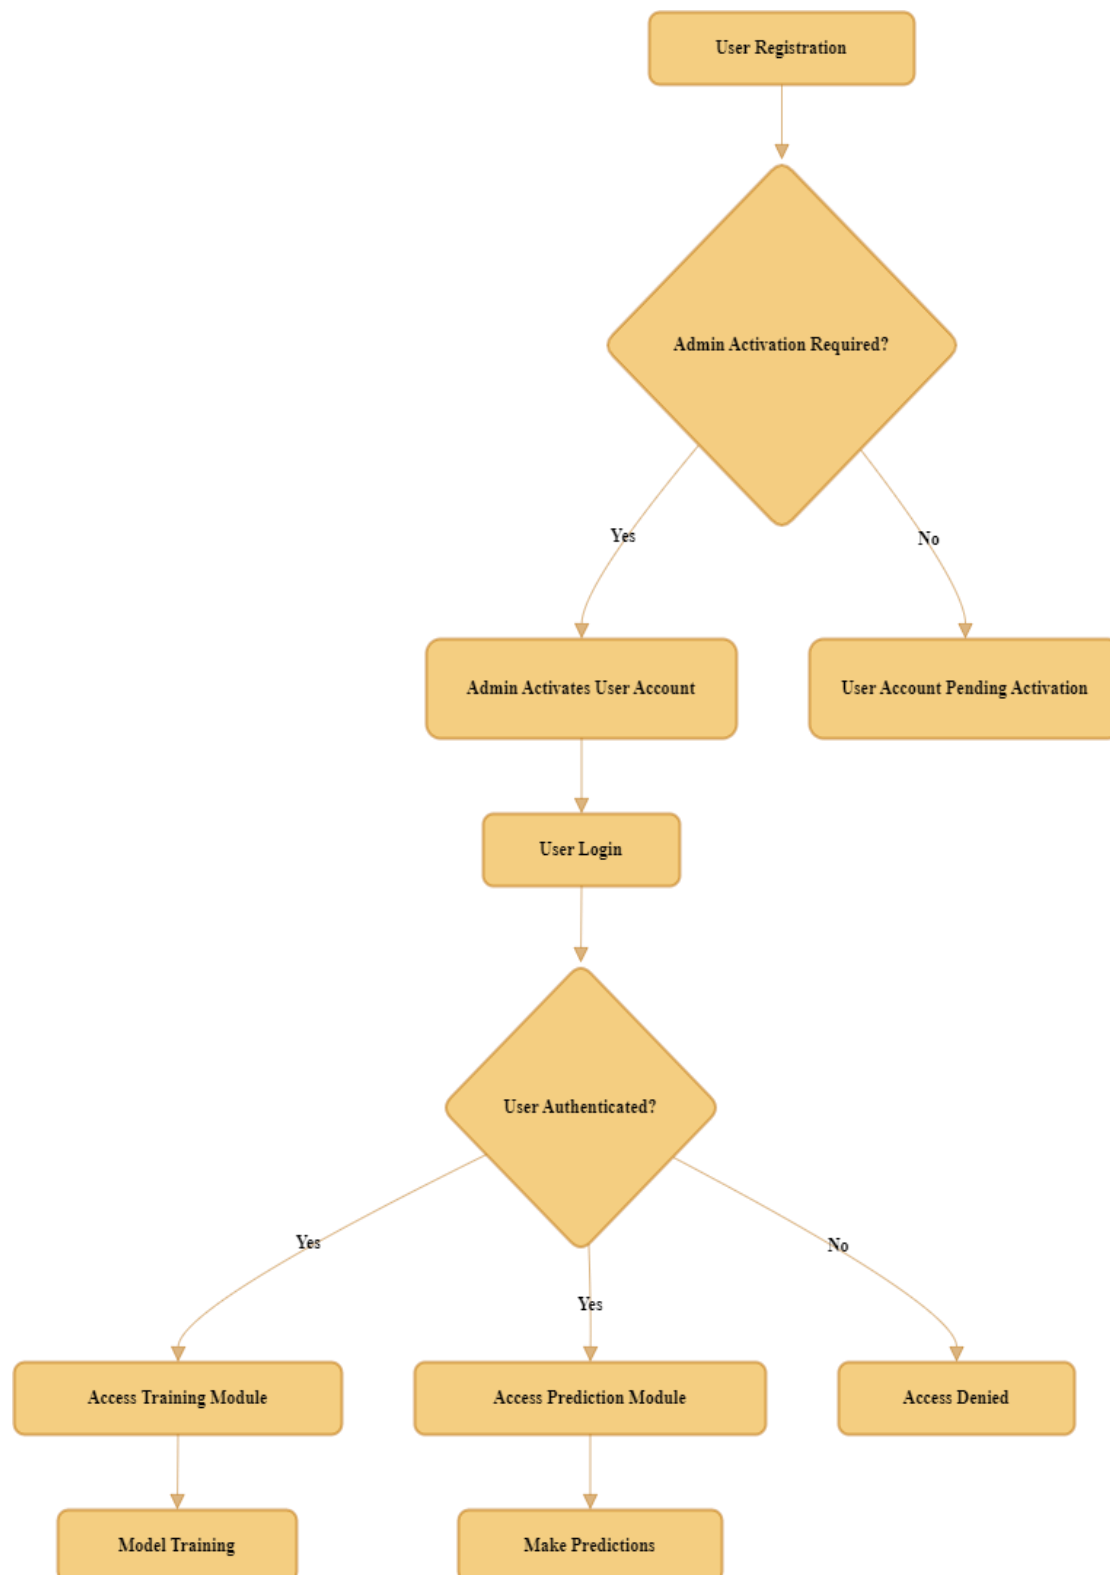 User Registration
Admin Activation Required?
Yes
No
Admin Activates User Account
User Account Pending Activation
User Login
User Authenticated?
Yes
Yes
No
Access Training Module
Access Prediction Module
Access Denied
Model Training
Make Predictions